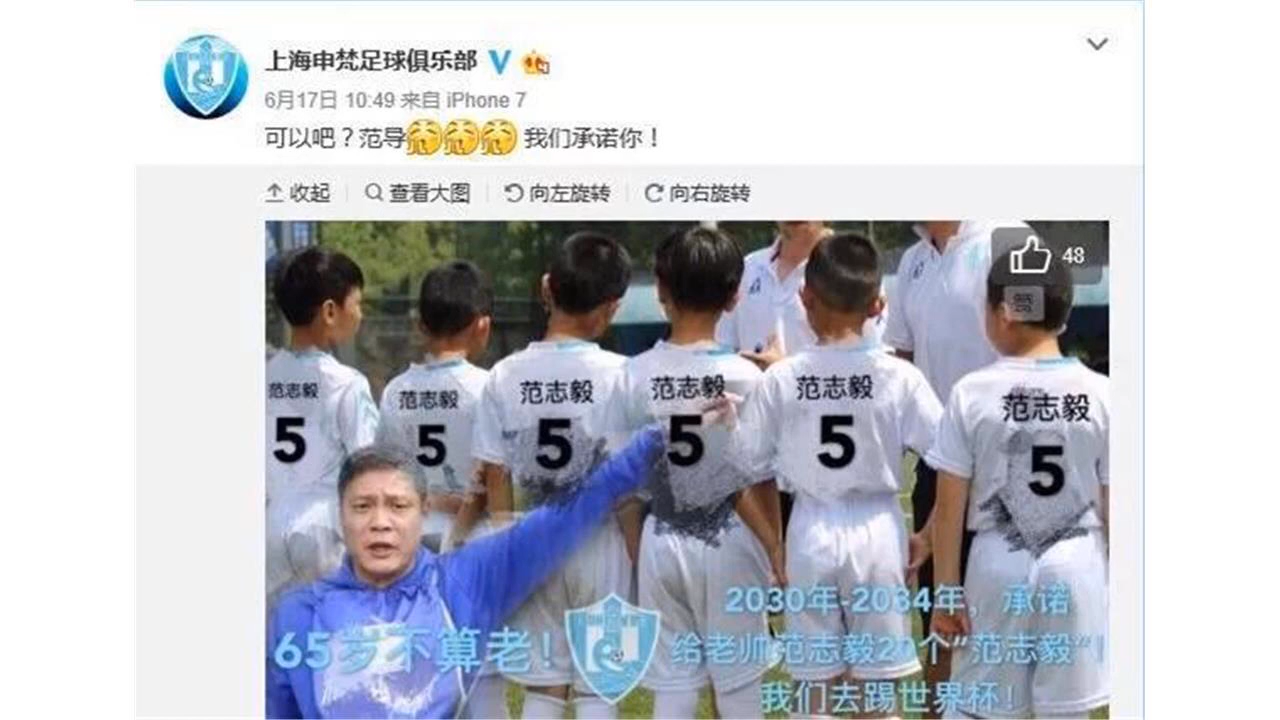 上海申梵足球俱乐部
6月17日 10:49 来自 iPhone 7
可以吧？范导 我们承诺你！
收起 查看大图 向左旋转 向右旋转
48
赞
范志毅 范志毅 范志毅 范志毅 范志毅 范志毅
5 5 5 5 5 5
65岁不算老！
2030年-2034年，承诺
给老帅范志毅20个“范志毅”！
我们去踢世界杯！